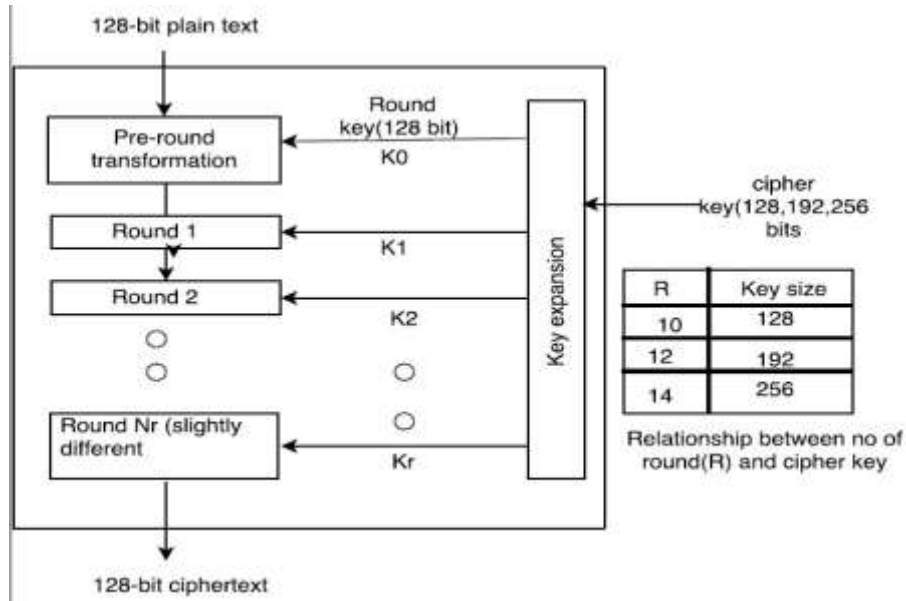 128-bit plain text
Round
key(128 bit)
K0
Pre-round
transformation
cipher
key(128,192,256
bits
Round 1
K1
Round 2
K2
Key expansion
R Key size
10 128
12 192
14 256
Relationship between no of
round(R) and cipher key
Round Nr (slightly
different
Kr
128-bit ciphertext